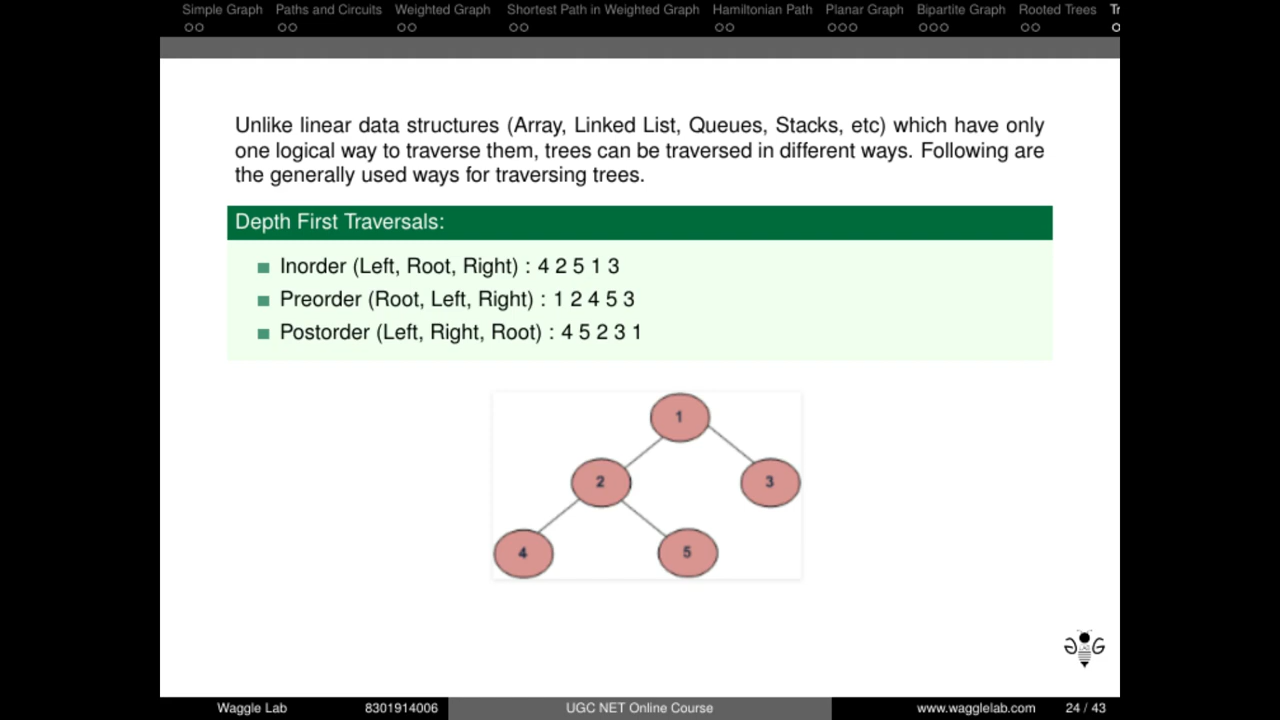 Simple Graph Paths and Circuits Weighted Graph Shortest Path in Weighted Graph Hamiltonian Path Planar Graph Bipartite Graph Rooted Trees Tr
Unlike linear data structures (Array, Linked List, Queues, Stacks, etc) which have only
one logical way to traverse them, trees can be traversed in different ways. Following are
the generally used ways for traversing trees.
Depth First Traversals:
Inorder (Left, Root, Right) : 4 2 5 1 3
Preorder (Root, Left, Right) : 1 2 4 5 3
Postorder (Left, Right, Root) : 4 5 2 3 1
1
2 3
4 5
Waggle Lab 8301914006 UGC NET Online Course www.wagglelab.com 24 / 43